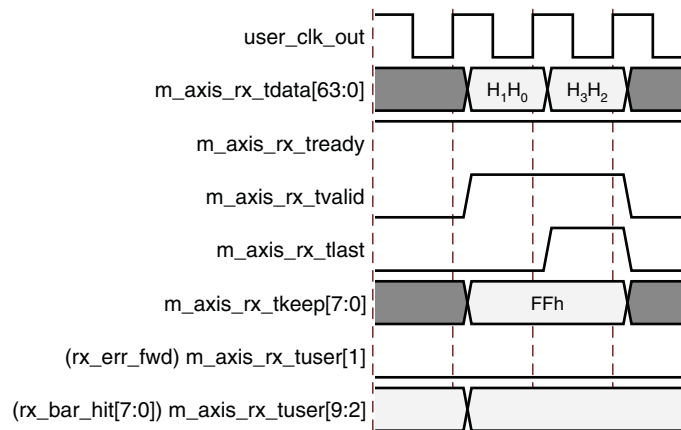 user_clk_out
m_axis_rx_tdata[63:0] H₁H₀ H₃H₂
m_axis_rx_tready
m_axis_rx_tvalid
m_axis_rx_tlast
m_axis_rx_tkeep[7:0] FFh
(rx_err_fwd) m_axis_rx_tuser[1]
(rx_bar_hit[7:0]) m_axis_rx_tuser[9:2]